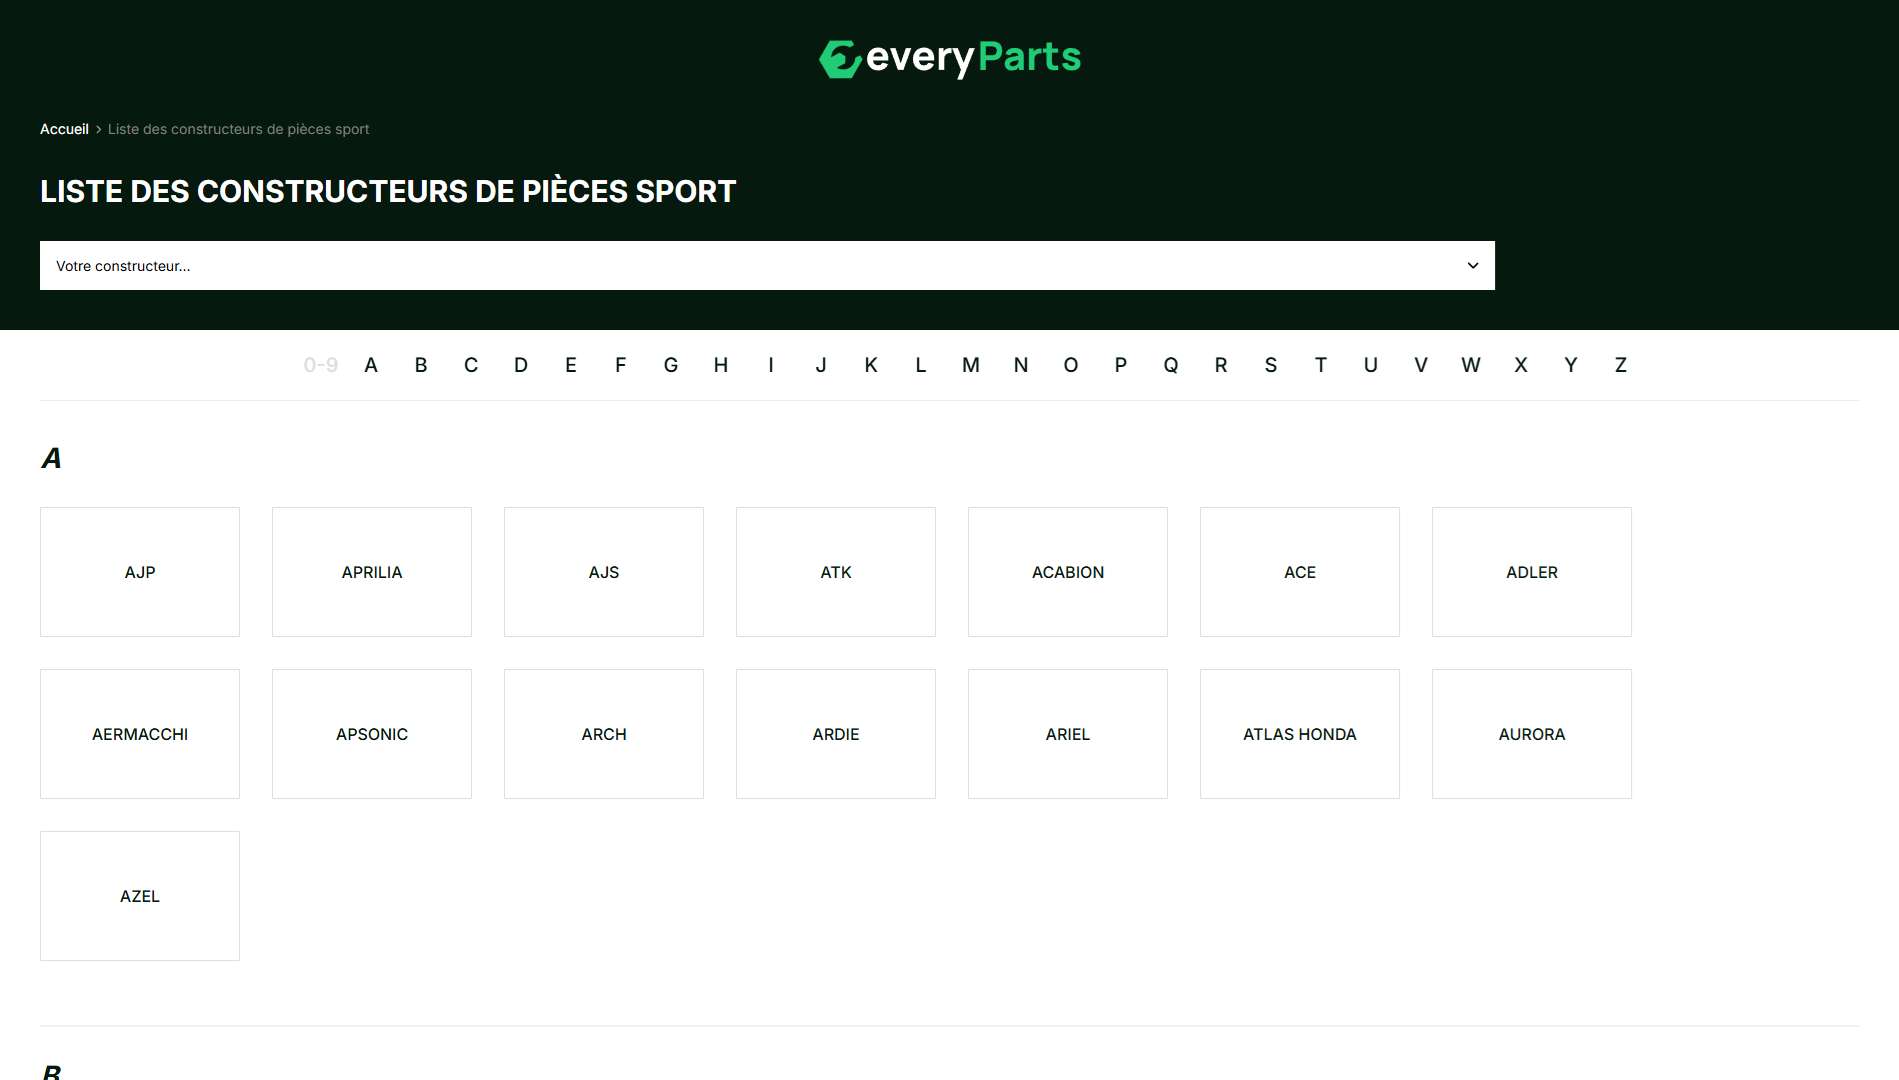 everyParts
Accueil > Liste des constructeurs de pièces sport
LISTE DES CONSTRUCTEURS DE PIÈCES SPORT
Votre constructeur...
0-9 A B C D E F G H I J K L M N O P Q R S T U V W X Y Z
A
AJP APRILIA AJS ATK ACABION ACE ADLER
AERMACCHI APSONIC ARCH ARDIE ARIEL ATLAS HONDA AURORA
AZEL
B